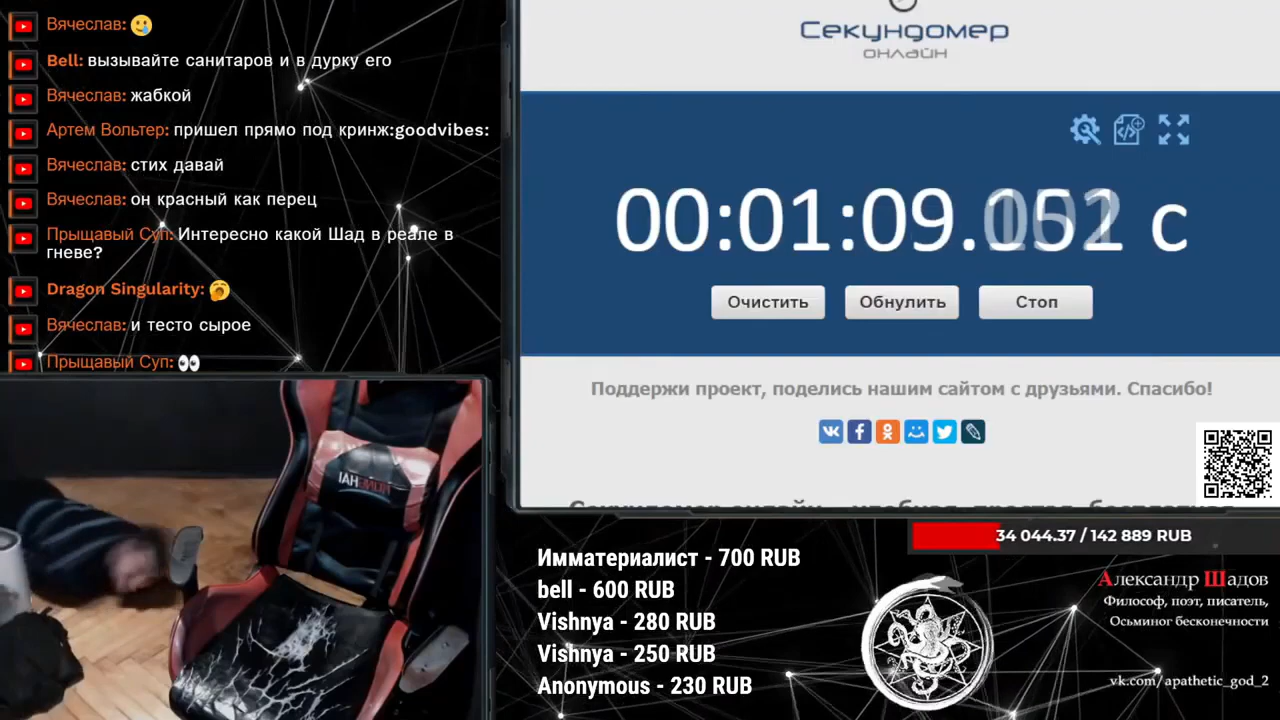 Вячеслав: 🥲
Bell: вызывайте санитаров и в дурку его
Вячеслав: жабкой
Артем Вольтер: пришел прямо под кринж:goodvibes:
Вячеслав: стих давай
Вячеслав: он красный как перец
Прыщавый Суп: Интересно какой Шад в реале в
гневе?
Dragon Singularity: 🥱
Вячеслав: и тесто сырое
Прыщавый Суп: 👀
Секундомер
ОНЛАЙН
00:01:09. с
Очистить
Обнулить
Стоп
Поддержи проект, поделись нашим сайтом с друзьями. Спасибо!
34 044.37 / 142 889 RUB
Имматериалист - 700 RUB
bell - 600 RUB
Vishnya - 280 RUB
Vishnya - 250 RUB
Anonymous - 230 RUB
Александр Шадов
Философ, поэт, писатель,
Осьминог бесконечности
vk.com/apathetic_god_2